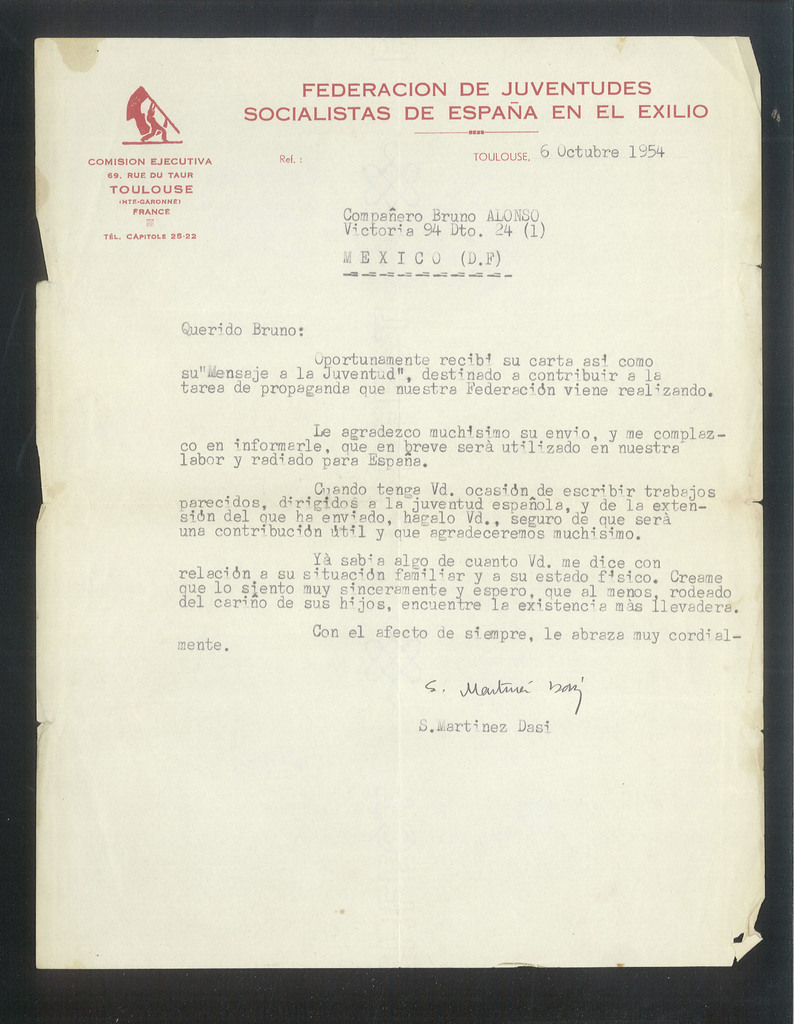 FEDERACION DE JUVENTUDES
SOCIALISTAS DE ESPAÑA EN EL EXILIO
COMISION EJECUTIVA
69. RUE DU TAUR
TOULOUSE
(HTE-GARONNE)
FRANCE
TÉL. CAPITOLE 25-22
Ref. :
TOULOUSE, 6 Octubre 1954
Compañero Bruno ALONSO
Victoria 94 Dto. 24 (1)
M E X I C O (D.F)
Querido Bruno:
Oportunamente recibí su carta asi como
su"Mensaje a la Juventud", destinado a contribuir a la
tarea de propaganda que nuestra Federación viene realizando.
Le agradezco muchísimo su envio, y me complaz-
co en informarle, que en breve será utilizado en nuestra
labor y radiado para España.
Cuando tenga Vd. ocasión de escribir trabajos
parecidos, dirigidos a la juventud española, y de la exten-
sión del que ha enviado, hágalo Vd., seguro de que será
una contribución útil y que agradeceremos muchísimo.
Yà sabia algo de cuanto Vd. me dice con
relación a su situación familiar y a su estado físico. Creame
que lo siento muy sinceramente y espero, que al menos, rodeado
del cariño de sus hijos, encuentre la existencia màs llevadera.
Con el afecto de siempre, le abraza muy cordial-
mente.
S. Martínez Dasi
S.Martinez Dasi